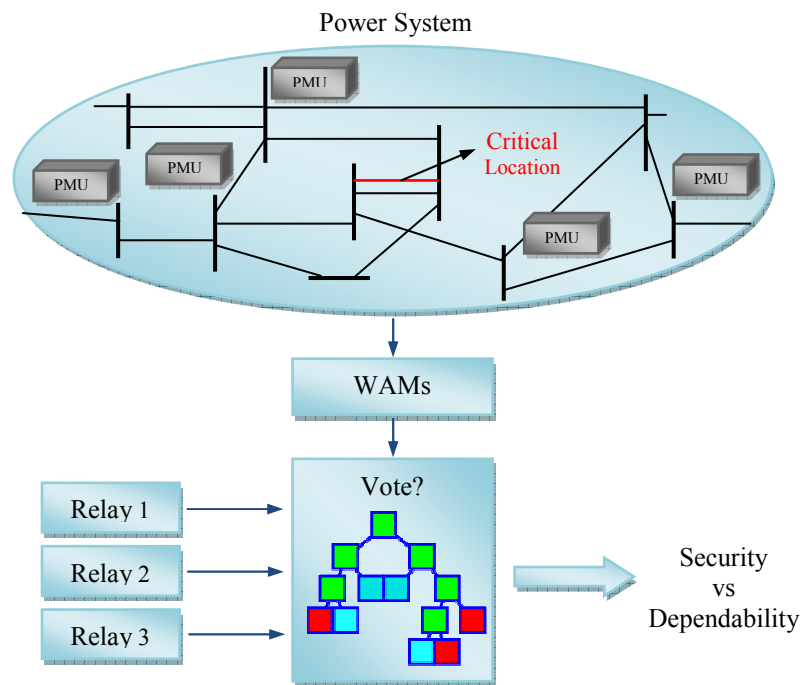 Power System
PMU
PMU
PMU
PMU
PMU
Critical
Location
WAMs
Vote?
Relay 1
Relay 2
Relay 3
Security
vs
Dependability